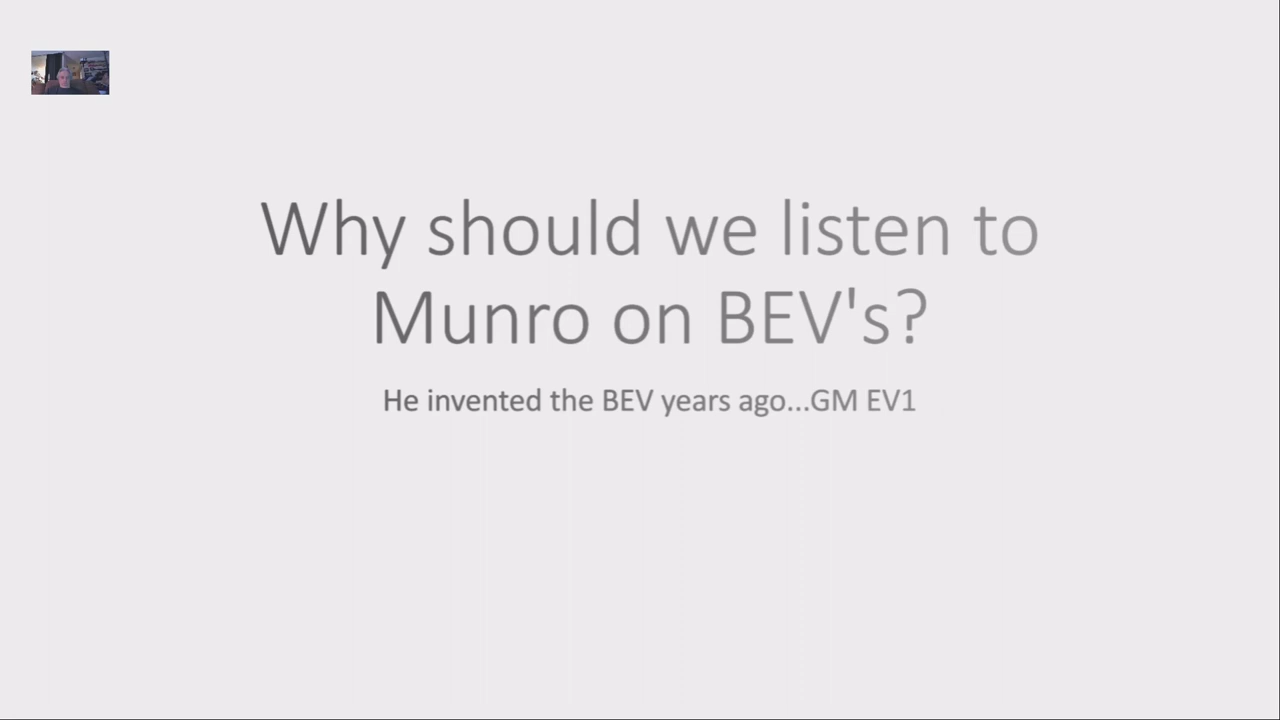 Why should we listen to
Munro on BEV's?
He invented the BEV years ago...GM EV1